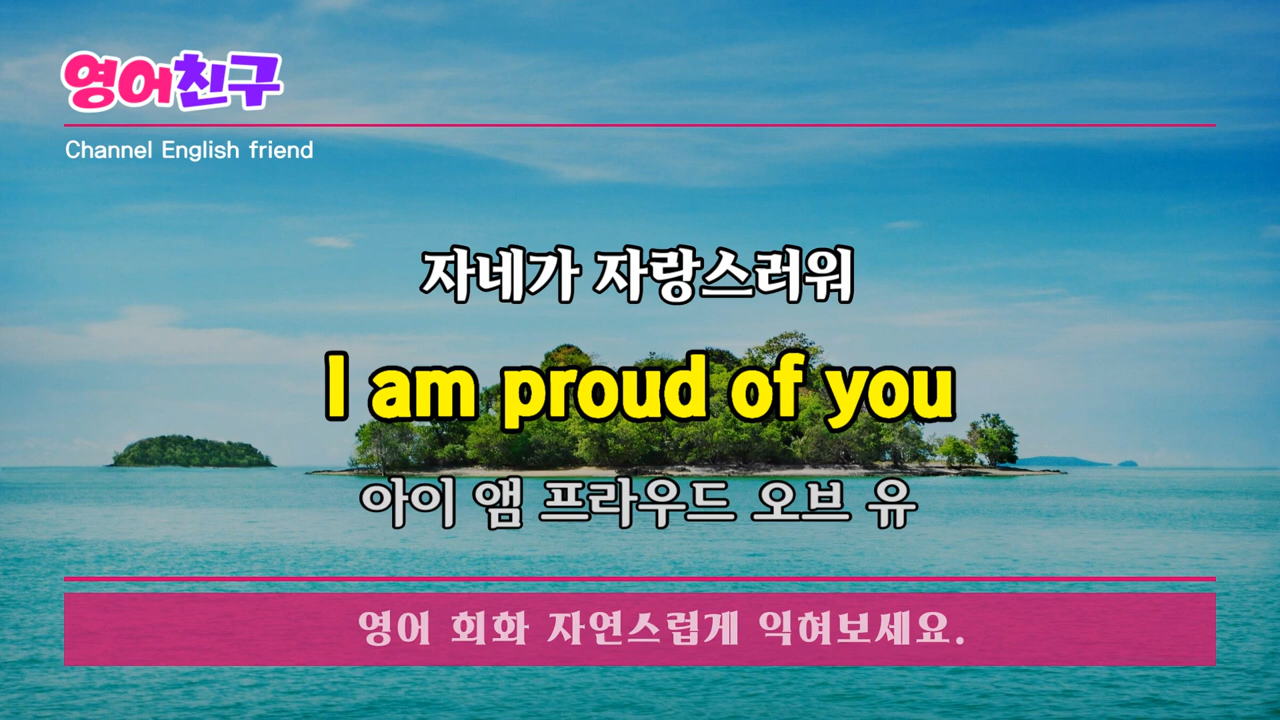 영어친구
Channel English friend
자네가 자랑스러워
I am proud of you
아이 앰 프라우드 오브 유
영어 회화 자연스럽게 익혀보세요.